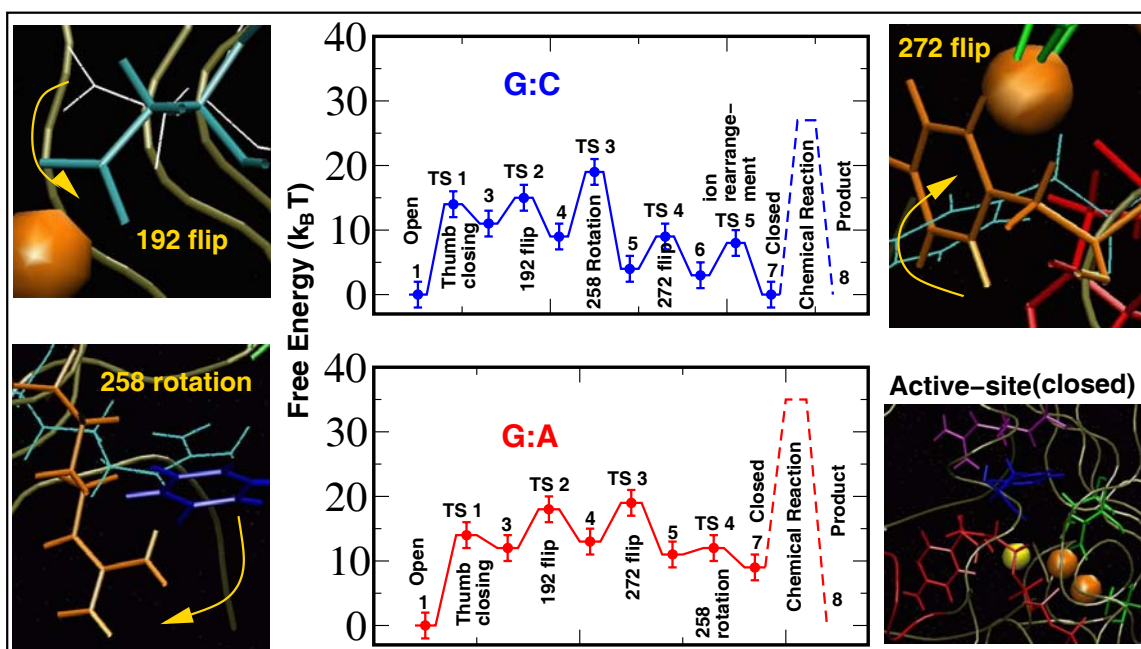 192 flip
258 rotation
Free Energy (kBT)
40
30
20
10
0
G:C
1
Open
TS 1
Thumb
closing
3
TS 2
192 flip
4
TS 3
258 Rotation
5
TS 4
272 flip
6
ion
rearrange–
ment
TS 5
7
Closed
Chemical Reaction
Product
8
40
30
20
10
0
G:A
1
Open
TS 1
Thumb
closing
3
TS 2
192 flip
4
TS 3
272 flip
5
TS 4
258
rotation
7
Closed
Chemical Reaction
Product
8
272 flip
Active–site(closed)